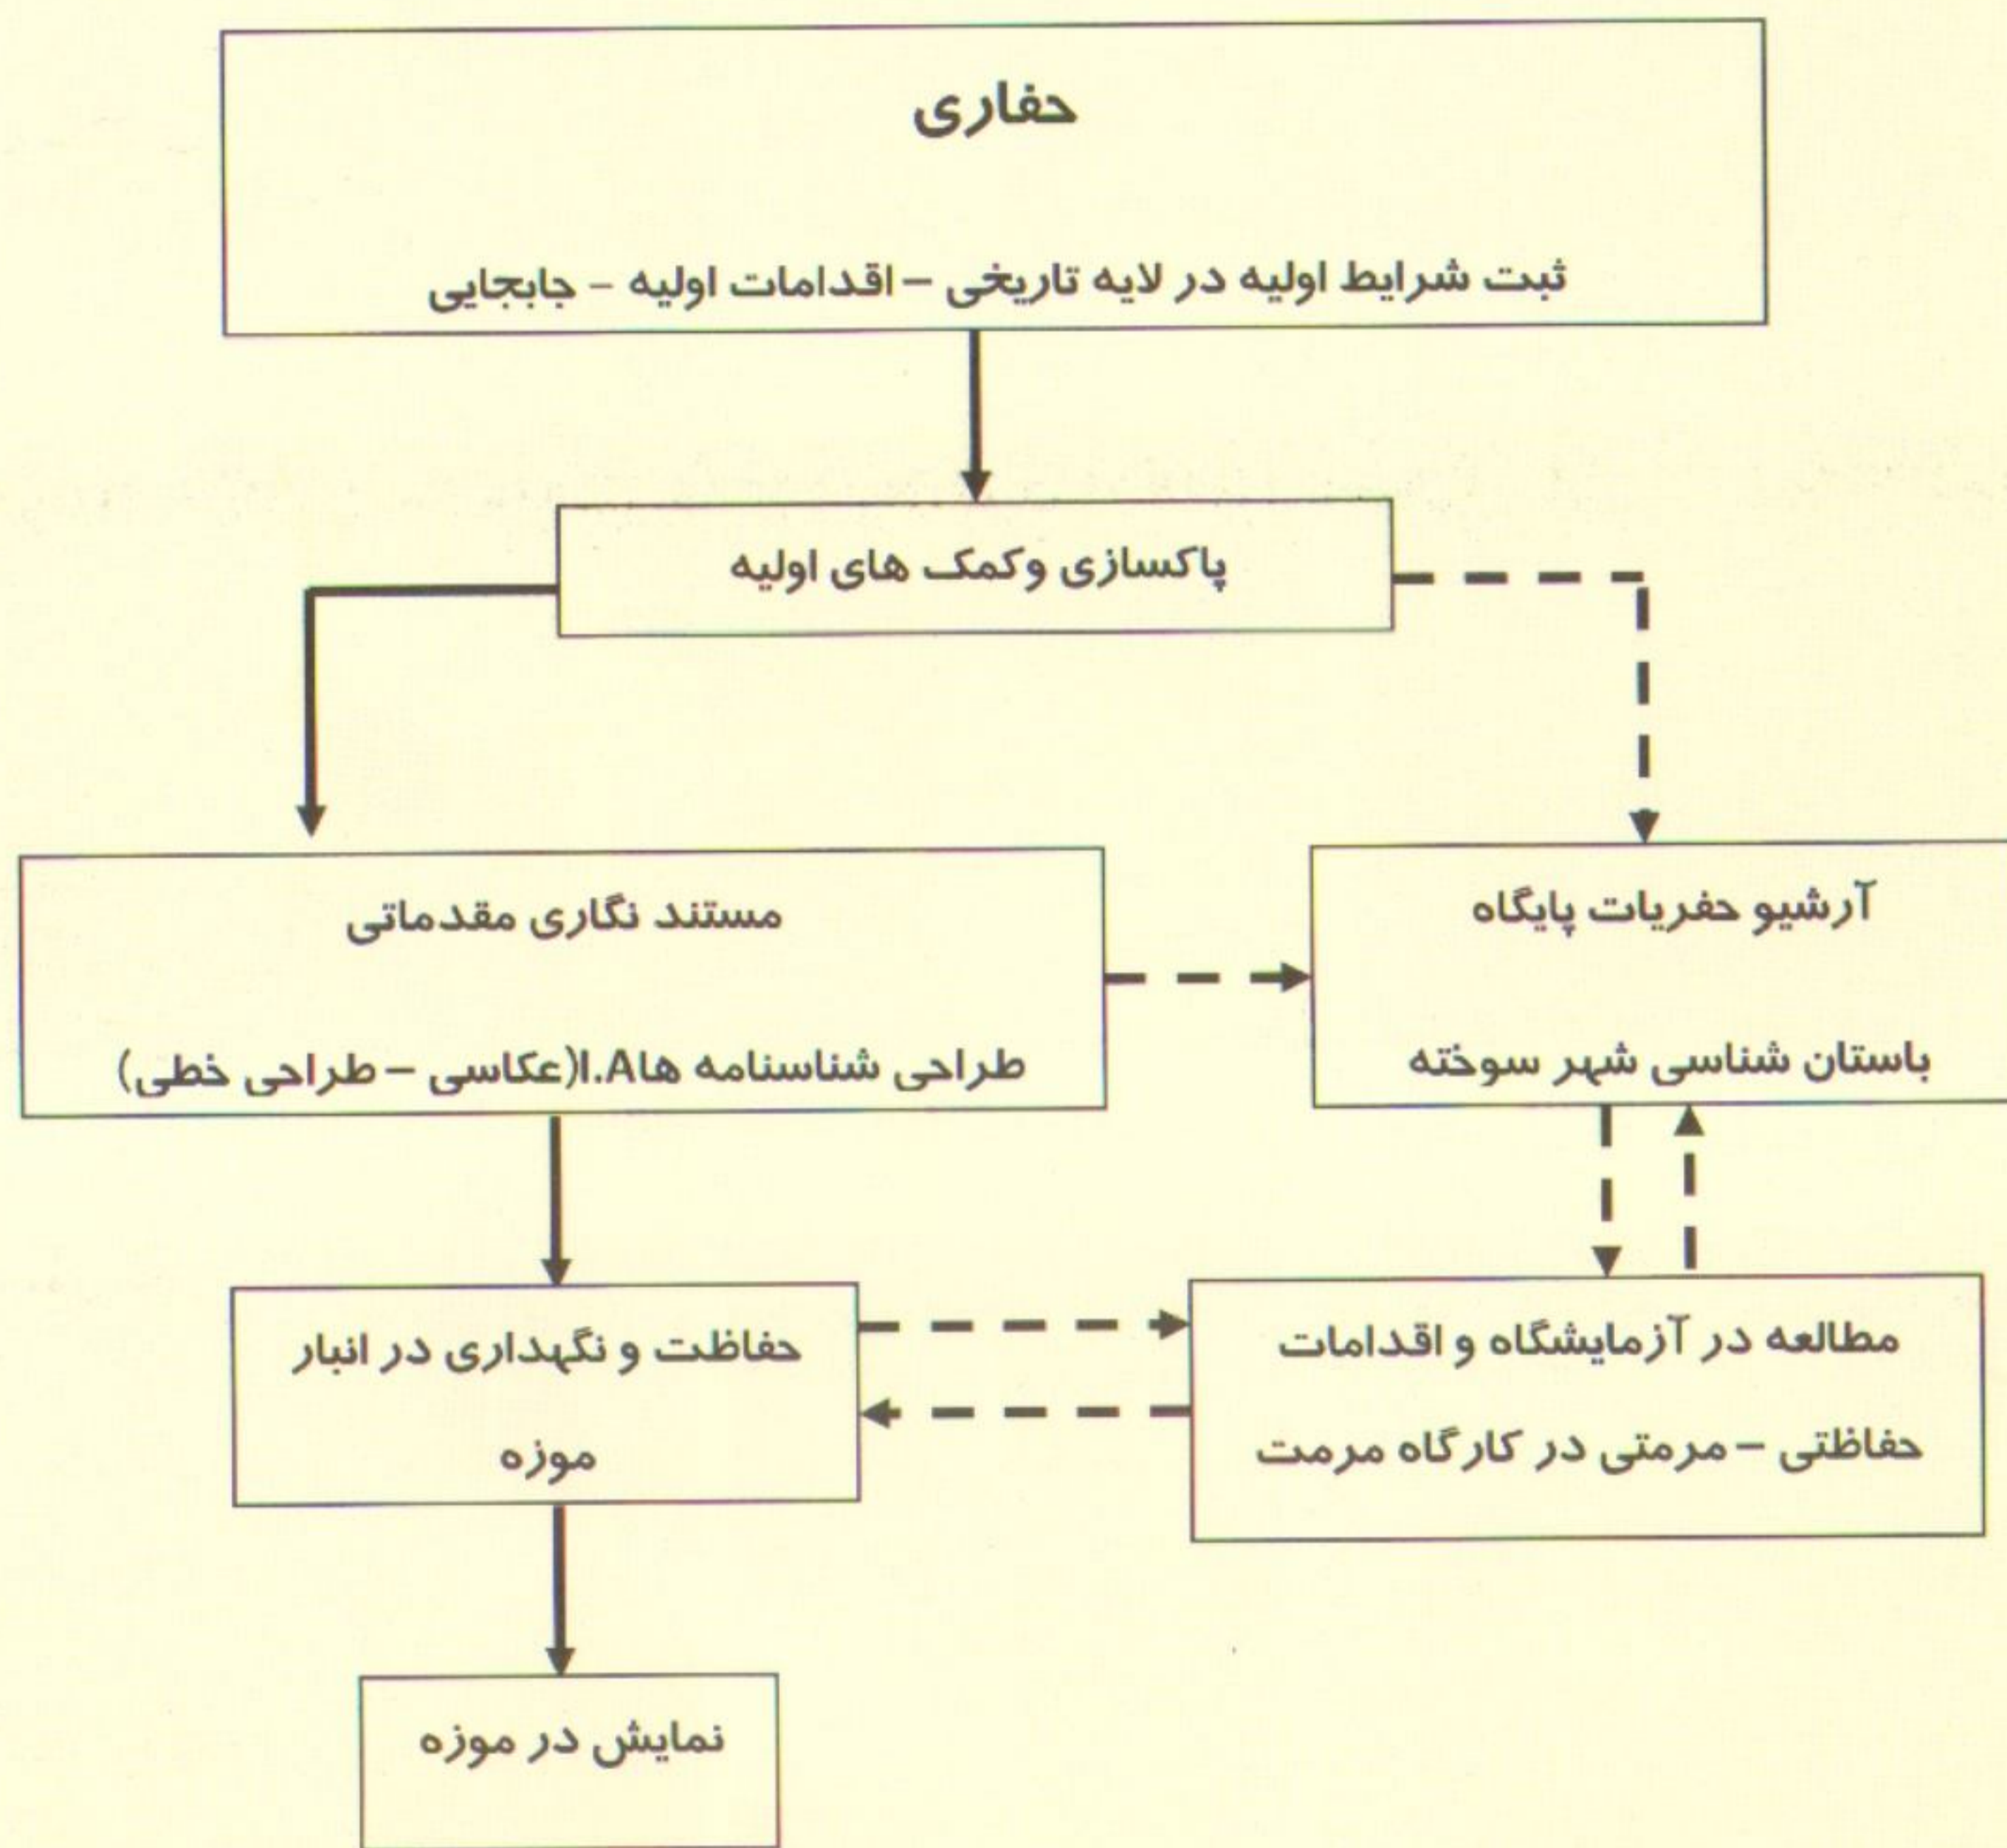 حفاری
ثبت شرایط اولیه در لایه تاریخی – اقدامات اولیه – جابجایی
پاکسازی وکمک های اولیه
آرشیو حفریات پایگاه
باستان شناسی شهر سوخته
مستند نگاری مقدماتی
طراحی شناسنامه هاI.A(عکاسی – طراحی خطی)
مطالعه در آزمایشگاه و اقدامات
حفاظتی – مرمتی در کارگاه مرمت
حفاظت و نگهداری در انبار
موزه
نمایش در موزه